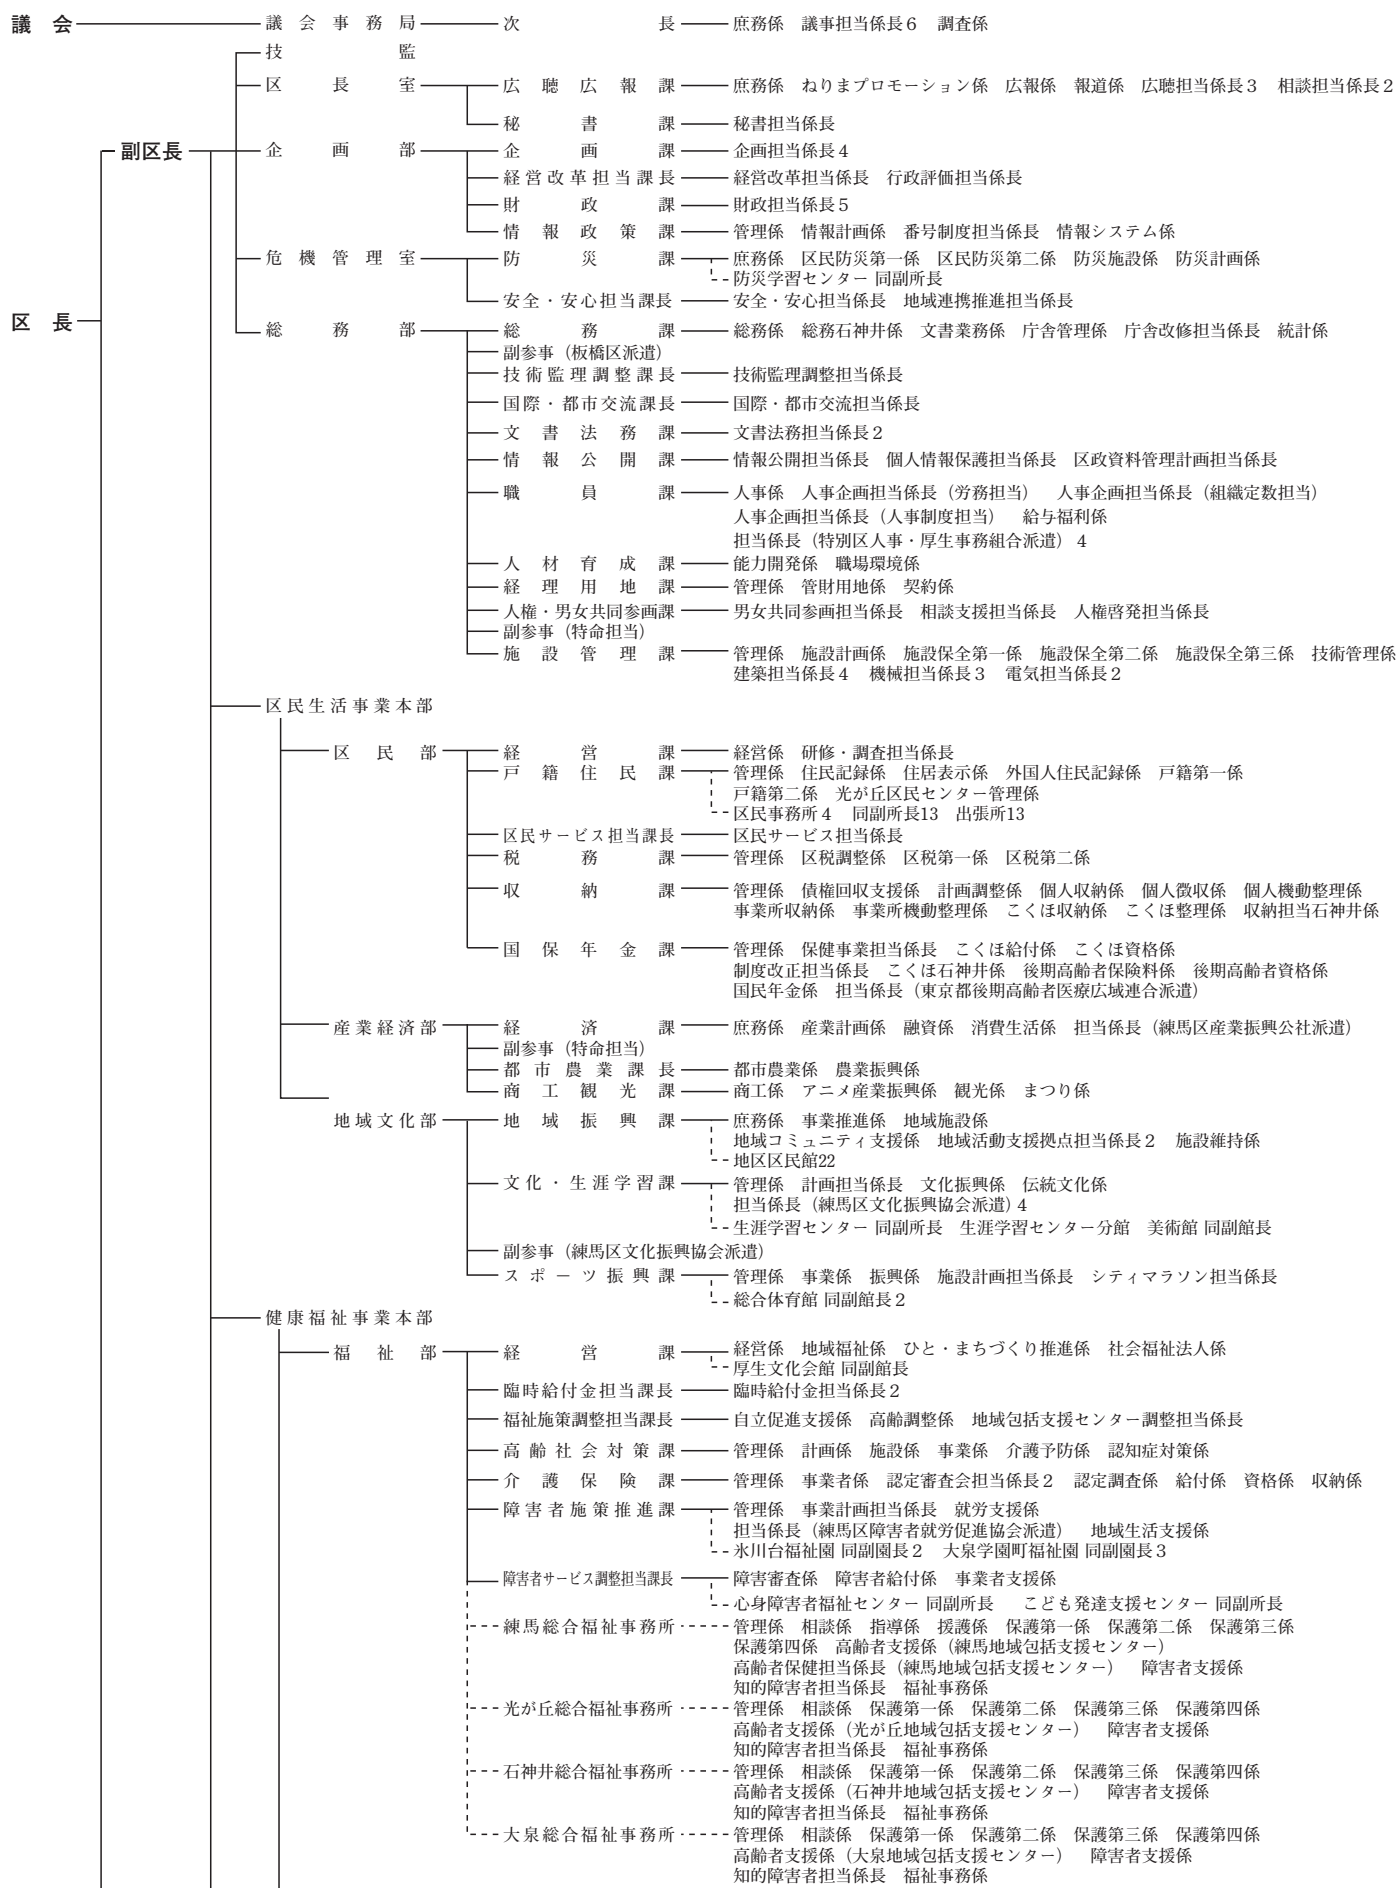 議　会　議会事務局　次長　庶務係　議事担当係長6　調査係
技監
区長室　広聴広報課　庶務係　ねりまプロモーション係　広報係　報道係　広聴担当係長3　相談担当係長2
秘書課　秘書担当係長
副区長　企画部　企画課　企画担当係長4
経営改革担当課長　経営改革担当係長　行政評価担当係長
財政課　財政担当係長5
情報政策課　管理係　情報計画係　番号制度担当係長　情報システム係
危機管理室　防災課　庶務係　区民防災第一係　区民防災第二係　防災施設係　防災計画係
防災学習センター 同副所長
安全・安心担当課長　安全・安心担当係長　地域連携推進担当係長
区　長
総務部　総務課　総務係　総務石神井係　文書業務係　庁舎管理係　庁舎改修担当係長　統計係
副参事（板橋区派遣）
技術監理調整課長　技術監理調整担当係長
国際・都市交流課長　国際・都市交流担当係長
文書法務課　文書法務担当係長2
情報公開課　情報公開担当係長　個人情報保護担当係長　区政資料管理計画担当係長
職員課　人事係　人事企画担当係長（労務担当）　人事企画担当係長（組織定数担当）
人事企画担当係長（人事制度担当）　給与福利係
担当係長（特別区人事・厚生事務組合派遣）4
人材育成課　能力開発係　職場環境係
経理用地課　管理係　管財用地係　契約係
人権・男女共同参画課　男女共同参画担当係長　相談支援担当係長　人権啓発担当係長
副参事（特命担当）
施設管理課　管理係　施設計画係　施設保全第一係　施設保全第二係　施設保全第三係　技術管理係
建築担当係長4　機械担当係長3　電気担当係長2
区民生活事業本部
区民部　経営課　経営係　研修・調査担当係長
戸籍住民課　管理係　住民記録係　住居表示係　外国人住民記録係　戸籍第一係
戸籍第二係　光が丘区民センター管理係
区民事務所4　同副所長13　出張所13
区民サービス担当課長　区民サービス担当係長
税務課　管理係　区税調整係　区税第一係　区税第二係
収納課　管理係　債権回収支援係　計画調整係　個人収納係　個人徴収係　個人機動整理係
事業所収納係　事業所機動整理係　こくほ収納係　こくほ整理係　収納担当石神井係
国保年金課　管理係　保健事業担当係長　こくほ給付係　こくほ資格係
制度改正担当係長　こくほ石神井係　後期高齢者保険料係　後期高齢者資格係
国民年金係　担当係長（東京都後期高齢者医療広域連合派遣）
産業経済部　経済課　庶務係　産業計画係　融資係　消費生活係　担当係長（練馬区産業振興公社派遣）
副参事（特命担当）
都市農業課長　都市農業係　農業振興係
商工観光課　商工係　アニメ産業振興係　観光係　まつり係
地域文化部　地域振興課　庶務係　事業推進係　地域施設係
地域コミュニティ支援係　地域活動支援拠点担当係長2　施設維持係
地区区民館22
文化・生涯学習課　管理係　計画担当係長　文化振興係　伝統文化係
担当係長（練馬区文化振興協会派遣）4
生涯学習センター 同副所長　生涯学習センター分館　美術館 同副館長
副参事（練馬区文化振興協会派遣）
スポーツ振興課　管理係　事業係　振興係　施設計画担当係長　シティマラソン担当係長
総合体育館 同副館長2
健康福祉事業本部
福祉部　経営課　経営係　地域福祉係　ひと・まちづくり推進係　社会福祉法人係
厚生文化会館 同副館長
臨時給付金担当課長　臨時給付金担当係長2
福祉施策調整担当課長　自立促進支援係　高齢調整係　地域包括支援センター調整担当係長
高齢社会対策課　管理係　計画係　施設係　事業係　介護予防係　認知症対策係
介護保険課　管理係　事業者係　認定審査会担当係長2　認定調査係　給付係　資格係　収納係
障害者施策推進課　管理係　事業計画担当係長　就労支援係
担当係長（練馬区障害者就労促進協会派遣）　地域生活支援係
氷川台福祉園 同副園長2　大泉学園町福祉園 同副園長3
障害者サービス調整担当課長　障害審査係　障害者給付係　事業者支援係
心身障害者福祉センター 同副所長　こども発達支援センター 同副所長
練馬総合福祉事務所　管理係　相談係　指導係　援護係　保護第一係　保護第二係　保護第三係
保護第四係　高齢者支援係（練馬地域包括支援センター）
高齢者保健担当係長（練馬地域包括支援センター）　障害者支援係
知的障害者担当係長　福祉事務係
光が丘総合福祉事務所　管理係　相談係　保護第一係　保護第二係　保護第三係　保護第四係
高齢者支援係（光が丘地域包括支援センター）　障害者支援係
知的障害者担当係長　福祉事務係
石神井総合福祉事務所　管理係　相談係　保護第一係　保護第二係　保護第三係　保護第四係
高齢者支援係（石神井地域包括支援センター）　障害者支援係
知的障害者担当係長　福祉事務係
大泉総合福祉事務所　管理係　相談係　保護第一係　保護第二係　保護第三係　保護第四係
高齢者支援係（大泉地域包括支援センター）　障害者支援係
知的障害者担当係長　福祉事務係